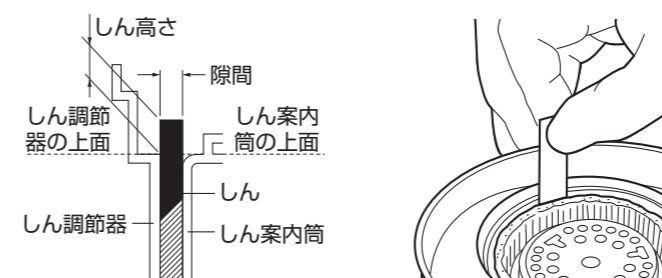 しん高さ
隙間
しん調節
器の上面
しん案内
筒の上面
しん
しん調節器
しん案内筒